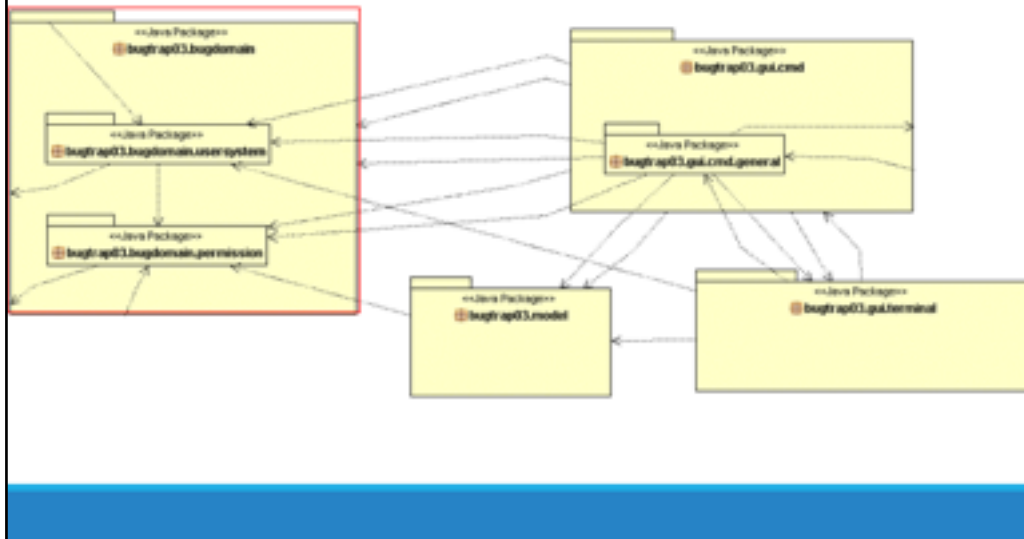 <<Java Package>>
bugtrap03.bugdomain
<<Java Package>>
bugtrap03.bugdomain.usersystem
<<Java Package>>
bugtrap03.bugdomain.permission
<<Java Package>>
bugtrap03.gui.cmd
<<Java Package>>
bugtrap03.gui.cmd.general
<<Java Package>>
bugtrap03.model
<<Java Package>>
bugtrap03.gui.terminal